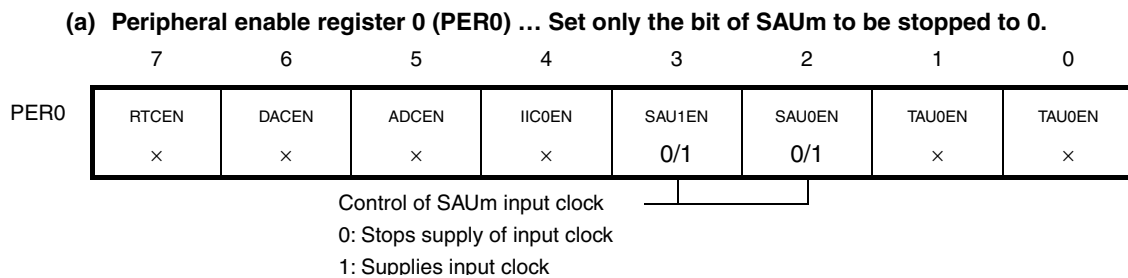 (a) Peripheral enable register 0 (PER0) … Set only the bit of SAUm to be stopped to 0.
7 6 5 4 3 2 1 0
PER0 RTCEN DACEN ADCEN IIC0EN SAU1EN SAU0EN TAU0EN TAU0EN
× × × × 0/1 0/1 × ×
Control of SAUm input clock
0: Stops supply of input clock
1: Supplies input clock